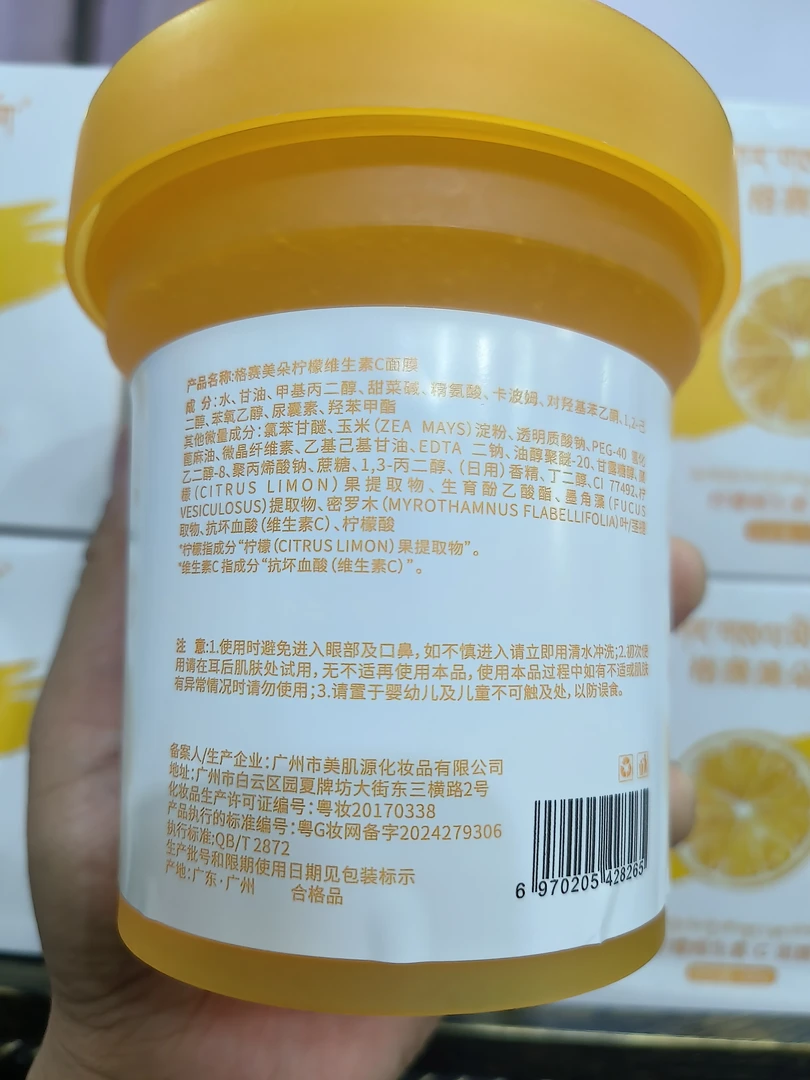 产品名称:格赛美朵柠檬维生素C面膜
成 分:水、甘油、甲基丙二醇、甜菜碱、精氨酸、卡波姆、对羟基苯乙酮、1,2-己
二醇、苯氧乙醇、尿囊素、羟苯甲酯
其他微量成分:氯苯甘醚、玉米(ZEA MAYS)淀粉、透明质酸钠、PEG-40 氢化
蓖麻油、微晶纤维素、乙基己基甘油、EDTA 二钠、油醇聚醚-20、甘露糖醇、
乙二醇-8、聚丙烯酸钠、蔗糖、1,3-丙二醇、(日用)香精、丁二醇、CI 77492、柠
檬(CITRUS LIMON)果提取物、生育酚乙酸酯、墨角藻(FUCUS
VESICULOSUS)提取物、密罗木(MYROTHAMNUS FLABELLIFOLIA)叶/茎提
取物、抗坏血酸(维生素C)、柠檬酸
*柠檬指成分“柠檬(CITRUS LIMON)果提取物”。
*维生素C指成分“抗坏血酸(维生素C)”。
注 意:1.使用时避免进入眼部及口鼻,如不慎进入请立即用清水冲洗;2.初次使
用请在耳后肌肤处试用,无不适再使用本品,使用本品过程中如有不适或肌肤
有异常情况时请勿使用;3.请置于婴幼儿及儿童不可触及处,以防误食。
备案人/生产企业:广州市美肌源化妆品有限公司
地址:广州市白云区园夏牌坊大街东三横路2号
化妆品生产许可证编号:粤妆20170338
产品执行的标准编号:粤G妆网备字2024279306
执行标准:QB/T 2872
生产批号和限期使用日期见包装标示
产地:广东·广州 合格品
6 970205 428265